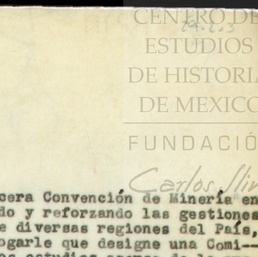 CENTRO DE
ESTUDIOS
DE HISTORIA
DE MEXICO
FUNDACIÓ
Carlos Slim
cera Convención de Minería en
do y reforzando las gestiones
e diversas regiones del País,
ogarle que designe una Comi--